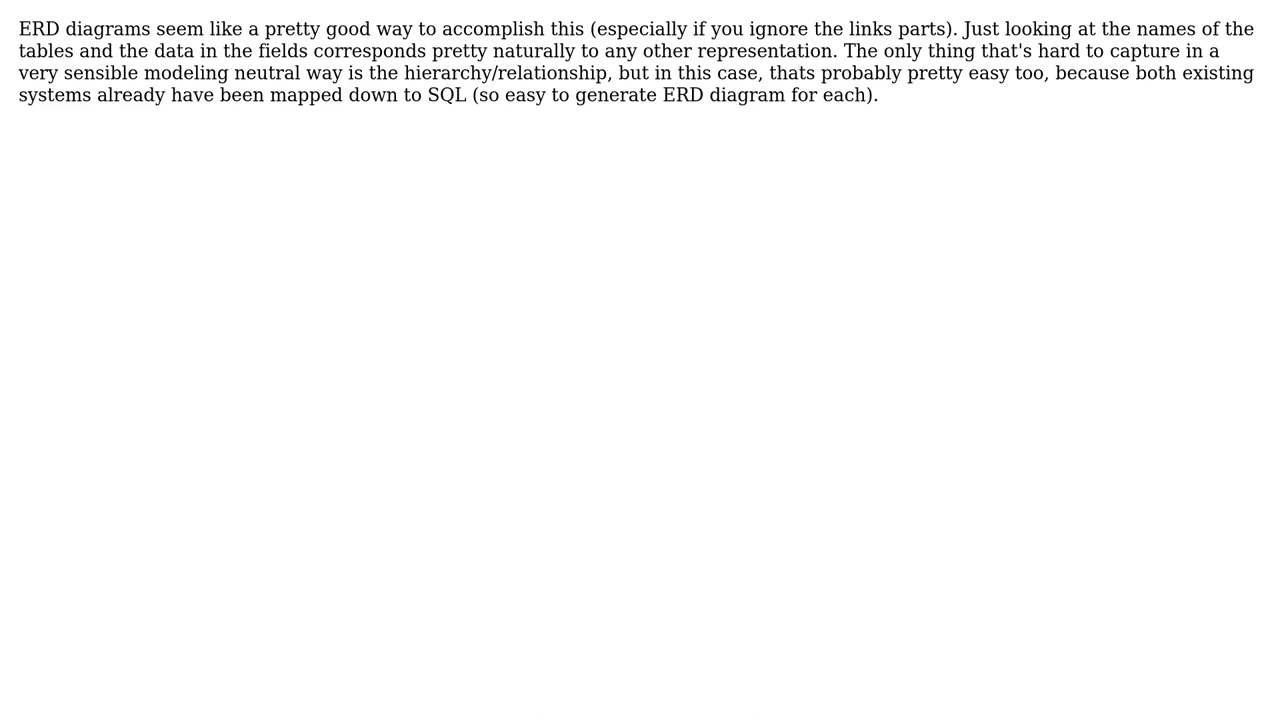 ERD diagrams seem like a pretty good way to accomplish this (especially if you ignore the links parts). Just looking at the names of the
tables and the data in the fields corresponds pretty naturally to any other representation. The only thing that's hard to capture in a
very sensible modeling neutral way is the hierarchy/relationship, but in this case, thats probably pretty easy too, because both existing
systems already have been mapped down to SQL (so easy to generate ERD diagram for each).